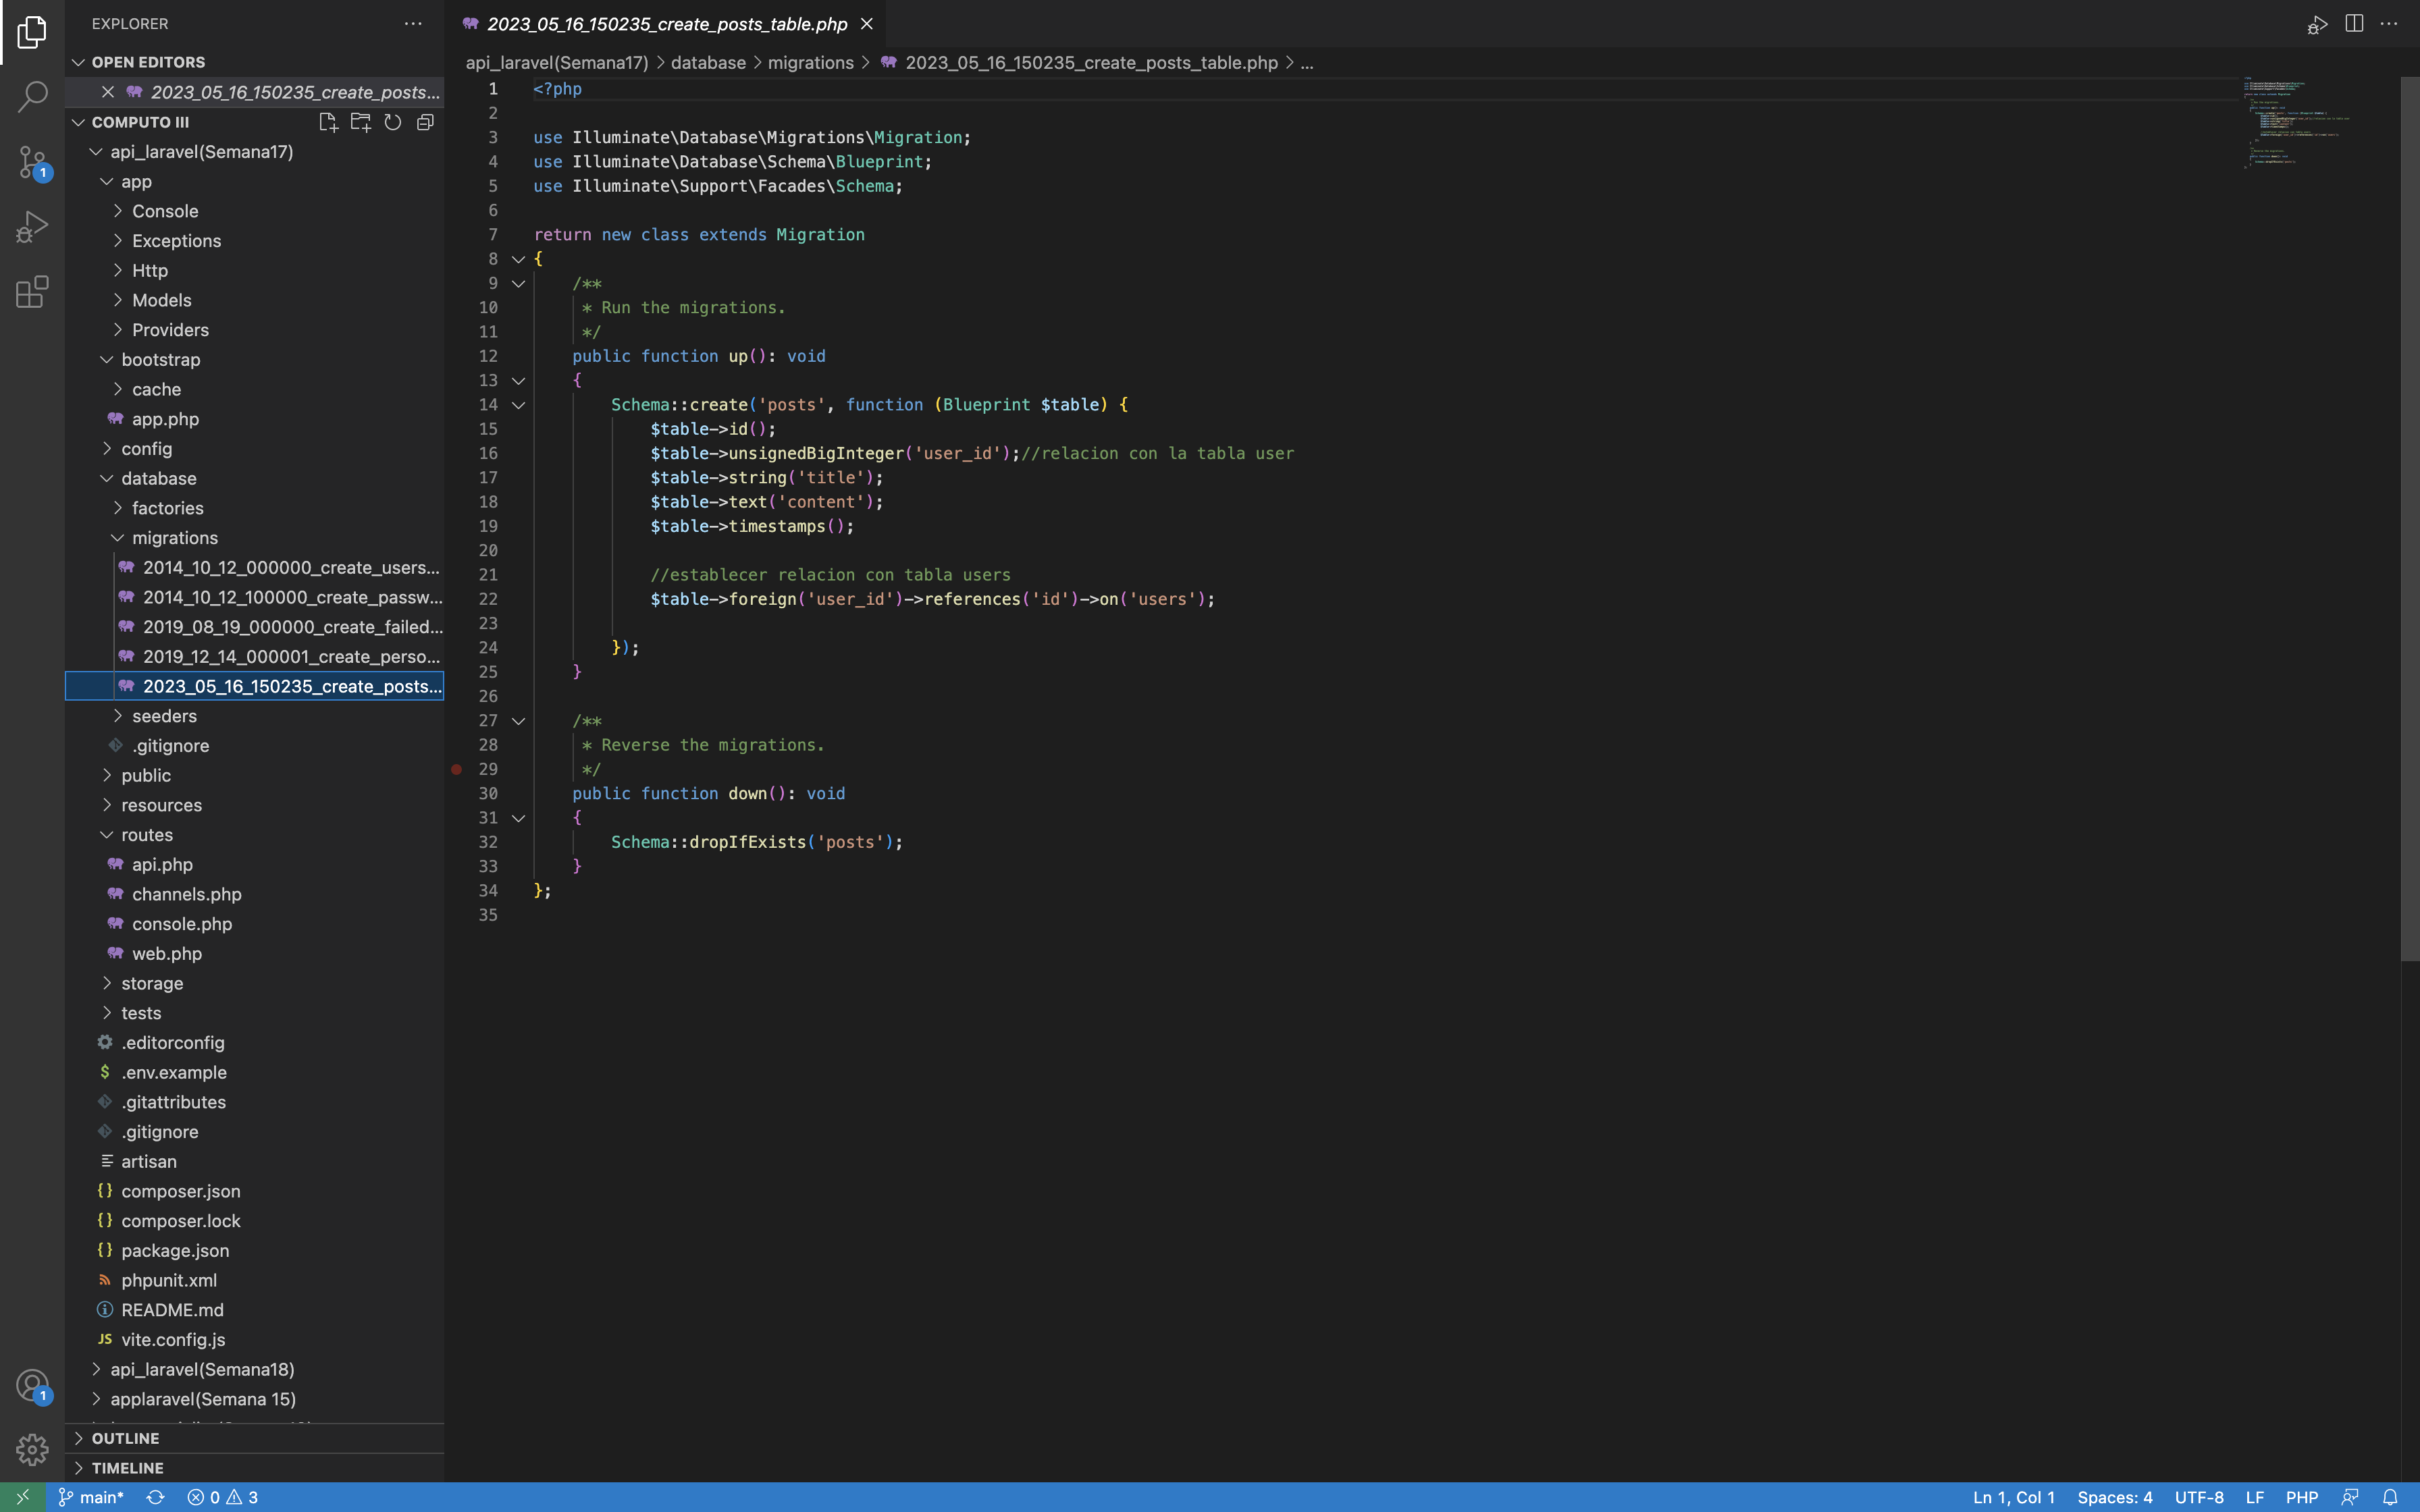 EXPLORER
OPEN EDITORS
2023_05_16_150235_create_posts...
COMPUTO III
api_laravel(Semana17)
app
Console
Exceptions
Http
Models
Providers
bootstrap
cache
app.php
config
database
factories
migrations
2014_10_12_000000_create_users...
2014_10_12_100000_create_passw...
2019_08_19_000000_create_failed...
2019_12_14_000001_create_perso...
2023_05_16_150235_create_posts...
seeders
.gitignore
public
resources
routes
api.php
channels.php
console.php
web.php
storage
tests
.editorconfig
.env.example
.gitattributes
.gitignore
artisan
composer.json
composer.lock
package.json
phpunit.xml
README.md
vite.config.js
api_laravel(Semana18)
applaravel(Semana 15)
OUTLINE
TIMELINE
1
1
2023_05_16_150235_create_posts_table.php
api_laravel(Semana17) > database > migrations > 2023_05_16_150235_create_posts_table.php > ...
1 <?php
2
3 use Illuminate\Database\Migrations\Migration;
4 use Illuminate\Database\Schema\Blueprint;
5 use Illuminate\Support\Facades\Schema;
6
7 return new class extends Migration
8 {
9 /**
10 * Run the migrations.
11 */
12 public function up(): void
13 {
14 Schema::create('posts', function (Blueprint $table) {
15 $table->id();
16 $table->unsignedBigInteger('user_id');//relacion con la tabla user
17 $table->string('title');
18 $table->text('content');
19 $table->timestamps();
20
21 //establecer relacion con tabla users
22 $table->foreign('user_id')->references('id')->on('users');
23
24 });
25 }
26
27 /**
28 * Reverse the migrations.
29 */
30 public function down(): void
31 {
32 Schema::dropIfExists('posts');
33 }
34 };
35
main* 0 3 Ln 1, Col 1 Spaces: 4 UTF-8 LF PHP